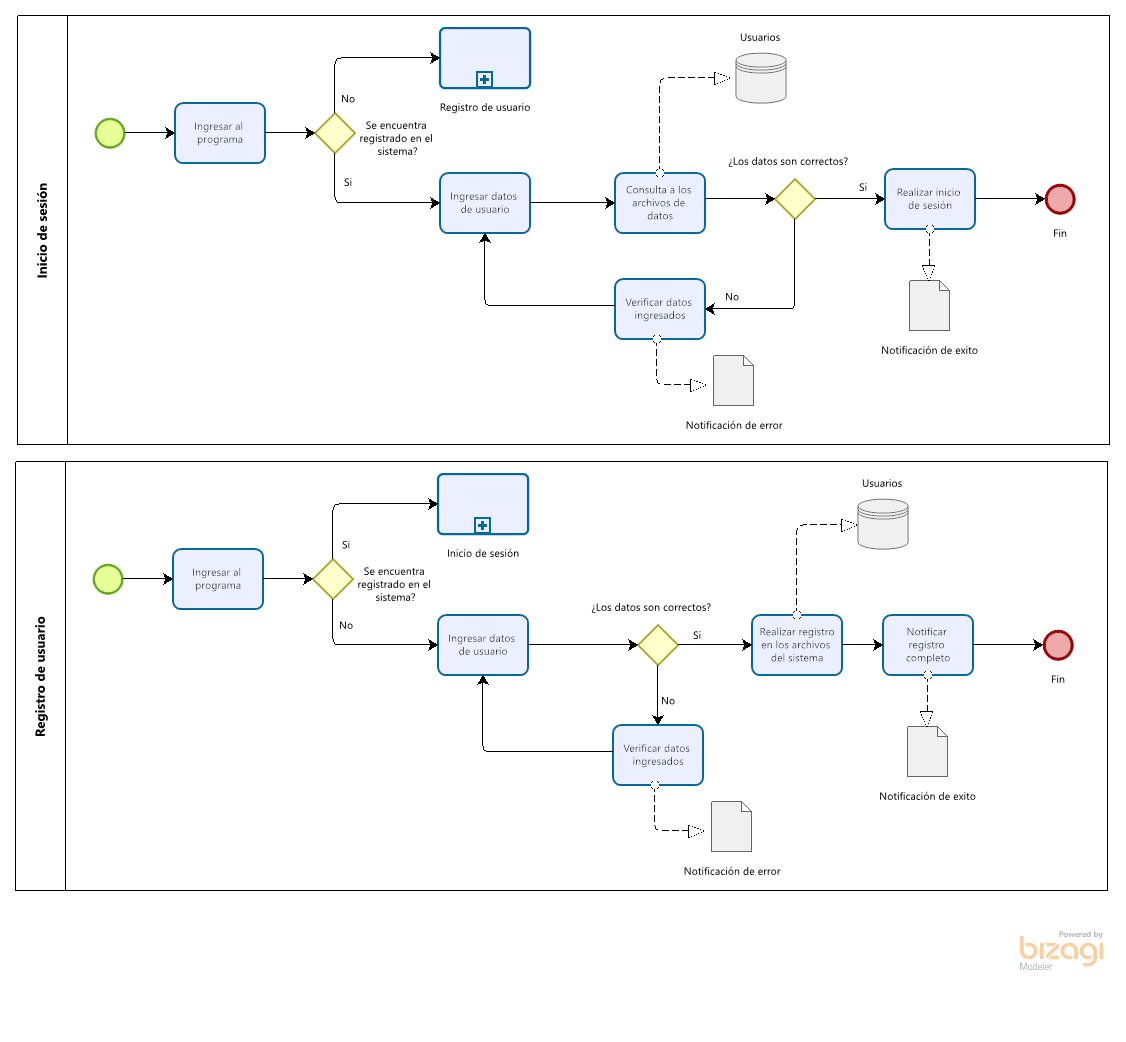 Inicio de sesión
Ingresar al
programa
No
Se encuentra
registrado en el
sistema?
Si
Registro de usuario
Ingresar datos
de usuario
Usuarios
Consulta a los
archivos de
datos
¿Los datos son correctos?
Si
Realizar inicio
de sesión
Fin
No
Verificar datos
ingresados
Notificación de exito
Notificación de error
Registro de usuario
Ingresar al
programa
Si
Se encuentra
registrado en el
sistema?
No
Inicio de sesión
Ingresar datos
de usuario
¿Los datos son correctos?
Si
Usuarios
Realizar registro
en los archivos
del sistema
Notificar
registro
completo
Fin
No
Verificar datos
ingresados
Notificación de exito
Notificación de error
Powered by
bizagi
Modeler